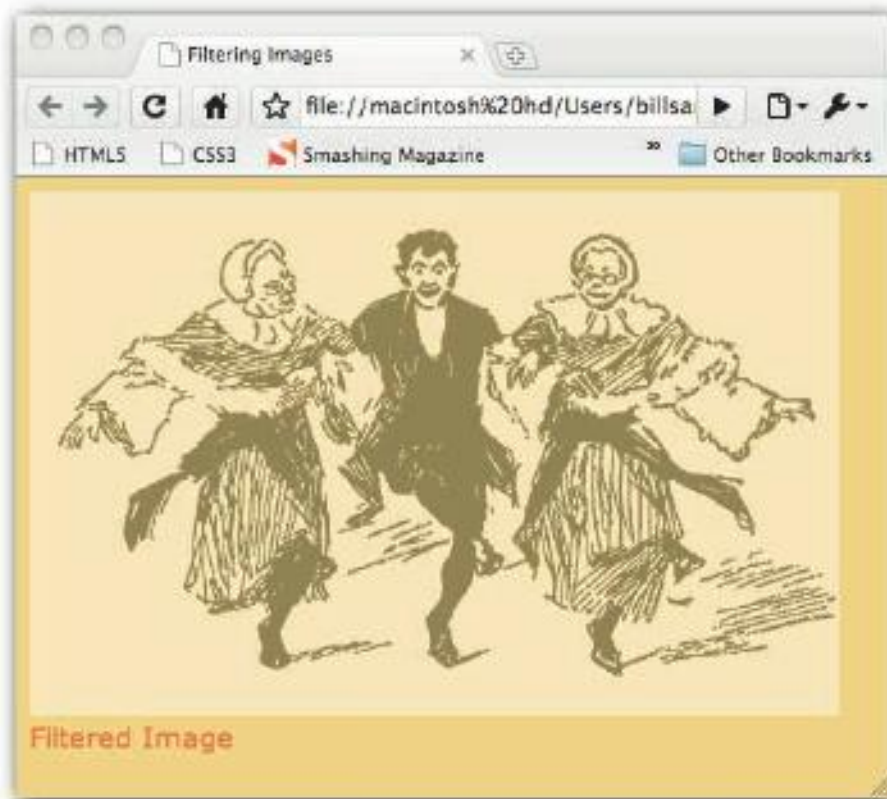 Filtering Images
file://macintosh%20hd/Users/billsa
HTML5 CSS3 Smashing Magazine » Other Bookmarks
Filtered Image